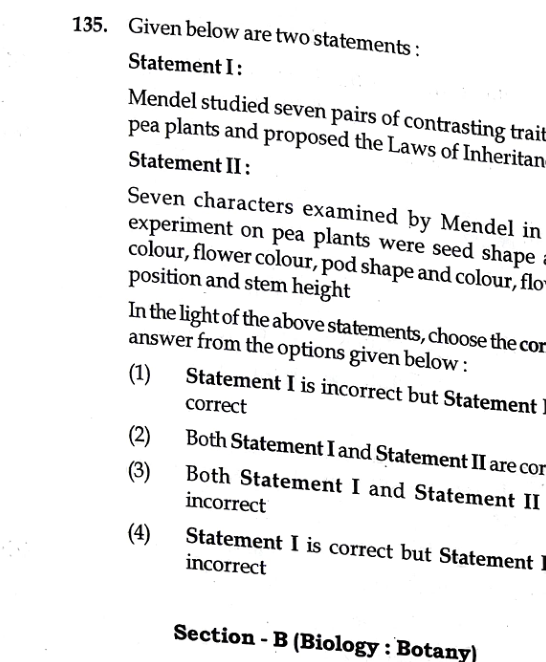 135. Given below are two statements :
Statement I :
Mendel studied seven pairs of contrasting trait
pea plants and proposed the Laws of Inheritan
Statement II :
Seven characters examined by Mendel in
experiment on pea plants were seed shape a
colour, flower colour, pod shape and colour, flo
position and stem height
In the light of the above statements, choose the cor
answer from the options given below :
(1) Statement I is incorrect but Statement I
correct
(2) Both Statement I and Statement II are cor
(3) Both Statement I and Statement II
incorrect
(4) Statement I is correct but Statement I
incorrect
Section - B (Biology : Botany)